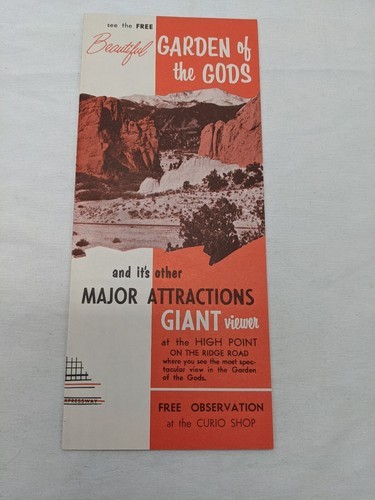 see the FREE
Beautiful GARDEN of
the GODS
and it's other
MAJOR ATTRACTIONS
GIANT viewer
at the HIGH POINT
ON THE RIDGE ROAD
where you see the most spec-
tacular view in the Garden
of the Gods.
FREE OBSERVATION
at the CURIO SHOP